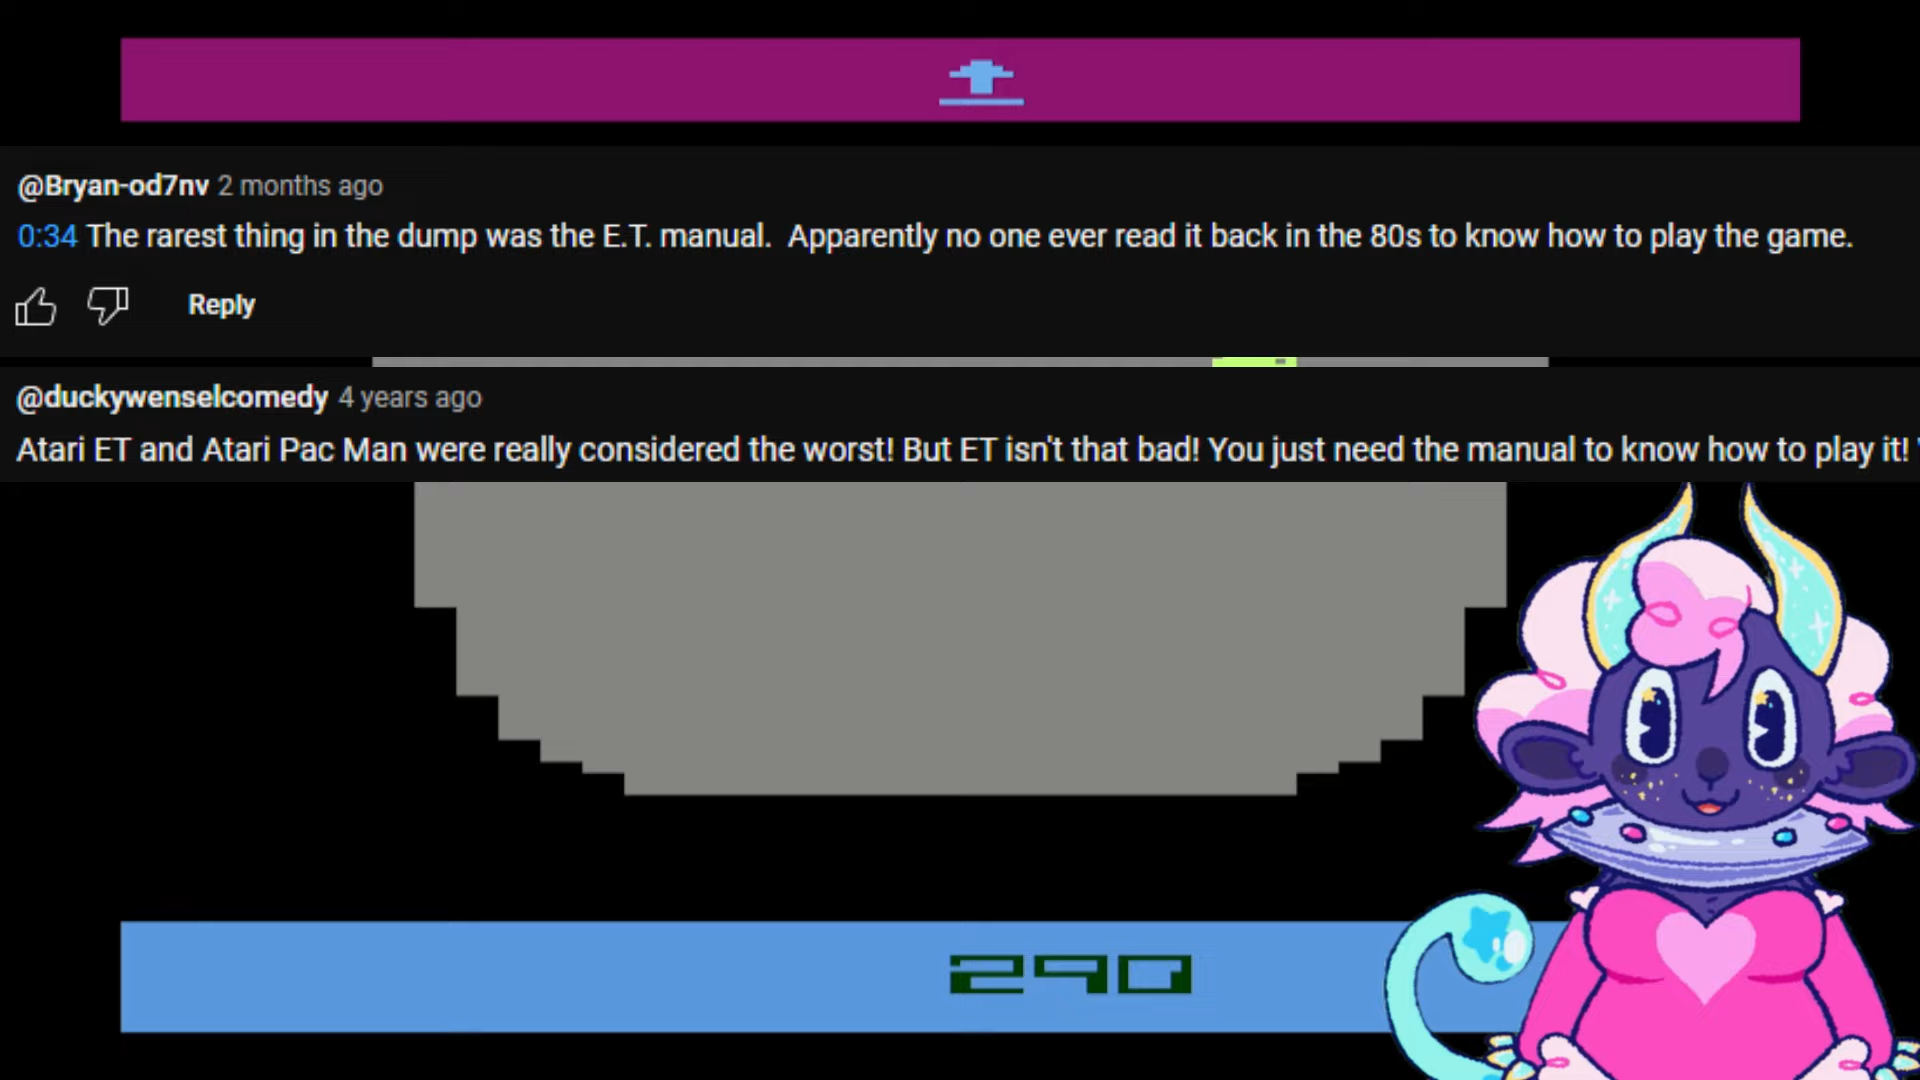 @Bryan-od7nv 2 months ago
0:34 The rarest thing in the dump was the E.T. manual.  Apparently no one ever read it back in the 80s to know how to play the game.
Reply
@duckywenselcomedy 4 years ago
Atari ET and Atari Pac Man were really considered the worst! But ET isn't that bad! You just need the manual to know how to play it!
290